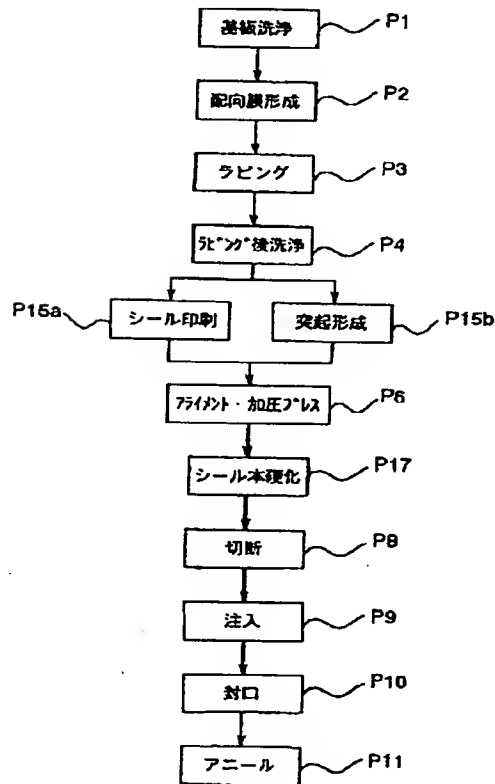 基板洗浄 P1
配向膜形成 P2
ラビング P3
ラビング後洗浄 P4
P15a シール印刷 突起形成 P15b
アライメント・加圧プレス P6
シール本硬化 P17
切断 P8
注入 P9
封口 P10
アニール P11